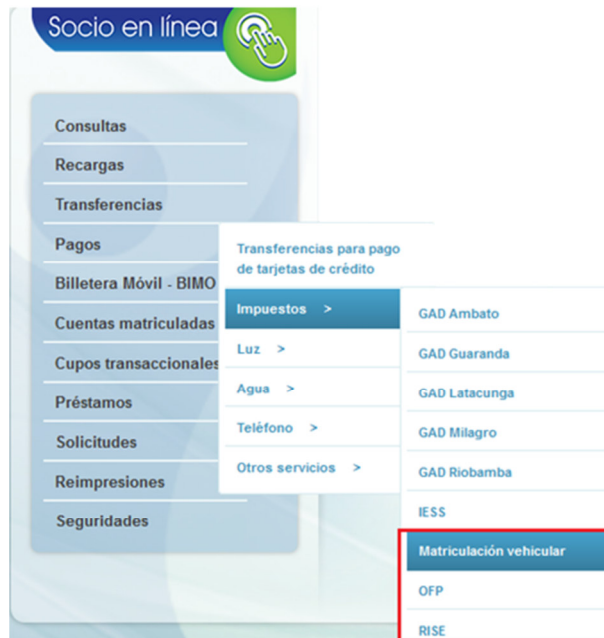 Socio en línea
Consultas
Recargas
Transferencias
Pagos
Billetera Móvil - BIMO
Cuentas matriculadas
Cupos transaccionales
Préstamos
Solicitudes
Reimpresiones
Seguridades
Transferencias para pago
de tarjetas de crédito
Impuestos >
Luz >
Agua >
Teléfono >
Otros servicios >
GAD Ambato
GAD Guaranda
GAD Latacunga
GAD Milagro
GAD Riobamba
IESS
Matriculación vehicular
OFP
RISE